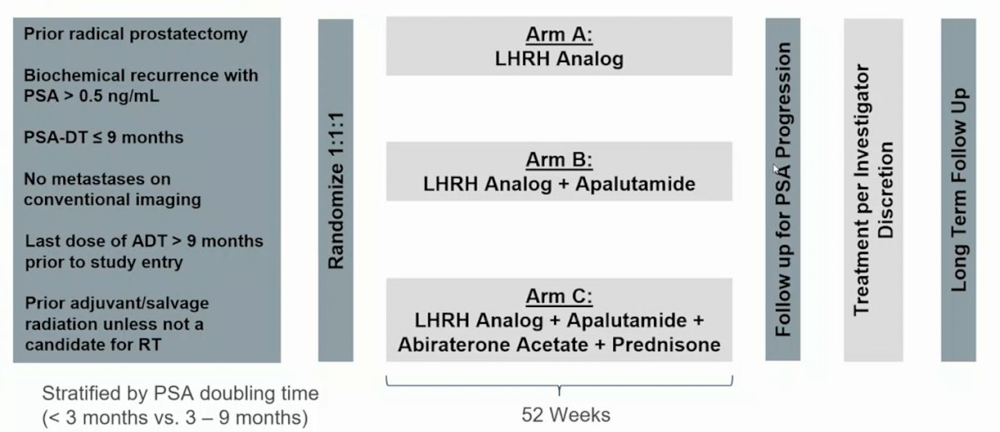 Prior radical prostatectomy
Biochemical recurrence with
PSA > 0.5 ng/mL
PSA-DT ≤ 9 months
No metastases on
conventional imaging
Last dose of ADT > 9 months
prior to study entry
Prior adjuvant/salvage
radiation unless not a
candidate for RT
Stratified by PSA doubling time
(< 3 months vs. 3 – 9 months)
Randomize 1:1:1
Arm A:
LHRH Analog
Arm B:
LHRH Analog + Apalutamide
Arm C:
LHRH Analog + Apalutamide +
Abiraterone Acetate + Prednisone
52 Weeks
Follow up for PSA Progression
Treatment per Investigator
Discretion
Long Term Follow Up